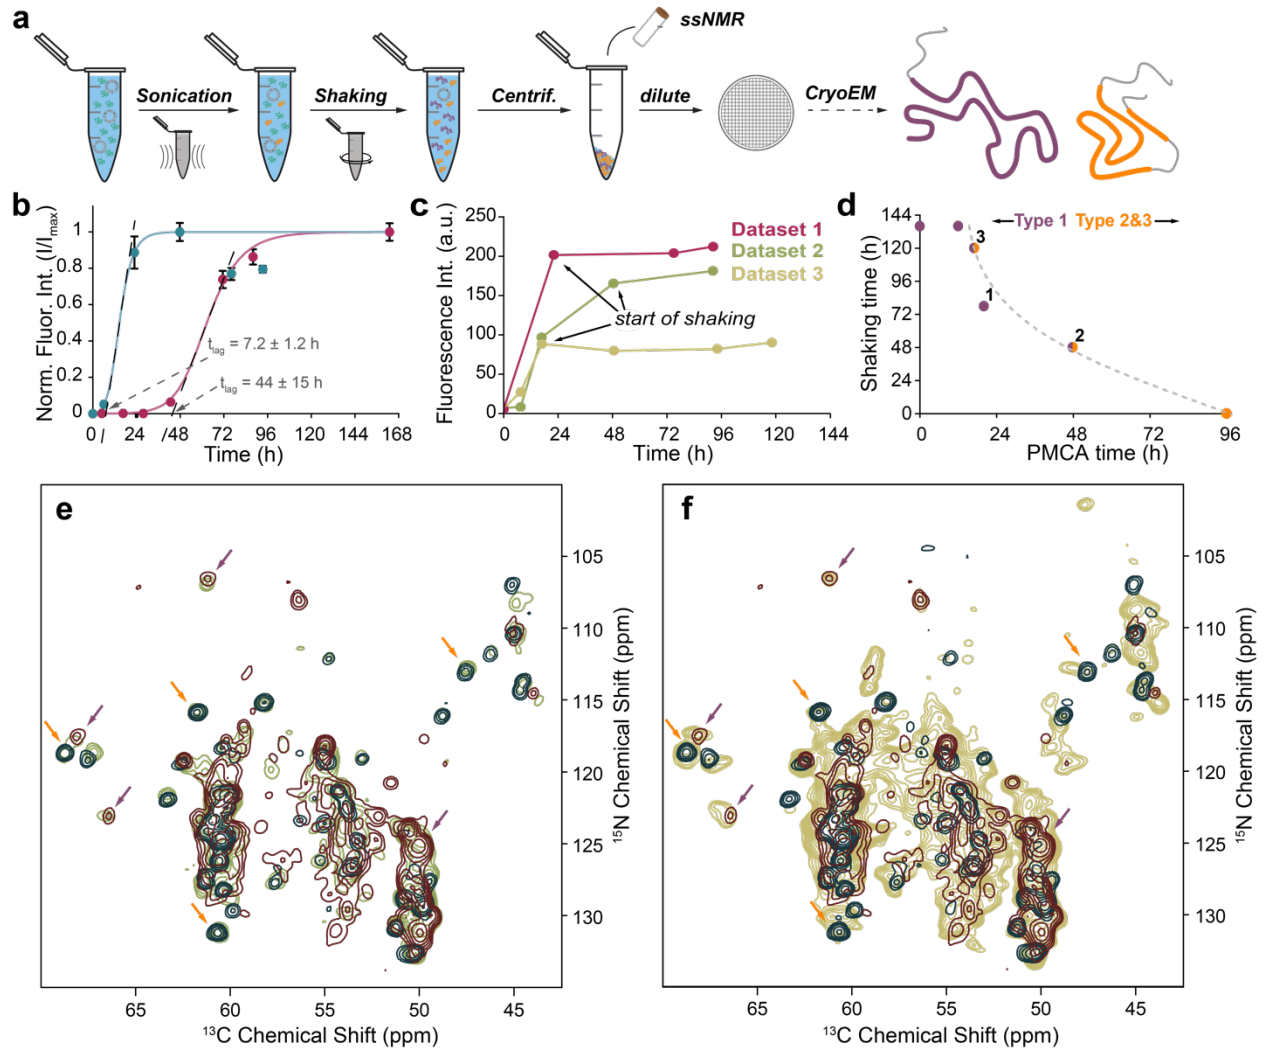 a
ssNMR
Sonication
Shaking
Centrif.
dilute
CryoEM
b
Norm. Fluor. Int. (I/Imax)
1
0.8
0.6
0.4
0.2
0
tlag = 7.2 ± 1.2 h
tlag = 44 ± 15 h
0 24 48 72 96 120 144 168
Time (h)
c
Fluorescence Int. (a.u.)
250
200
150
100
50
0
Dataset 1
Dataset 2
Dataset 3
start of shaking
0 24 48 72 96 120 144
Time (h)
d
Shaking time (h)
144
120
96
72
48
24
0
Type 1 Type 2&3
3
1
2
0 24 48 72 96
PMCA time (h)
e
105
110
115
120
125
130
15N Chemical Shift (ppm)
65 60 55 50 45
13C Chemical Shift (ppm)
f
105
110
115
120
125
130
15N Chemical Shift (ppm)
65 60 55 50 45
13C Chemical Shift (ppm)